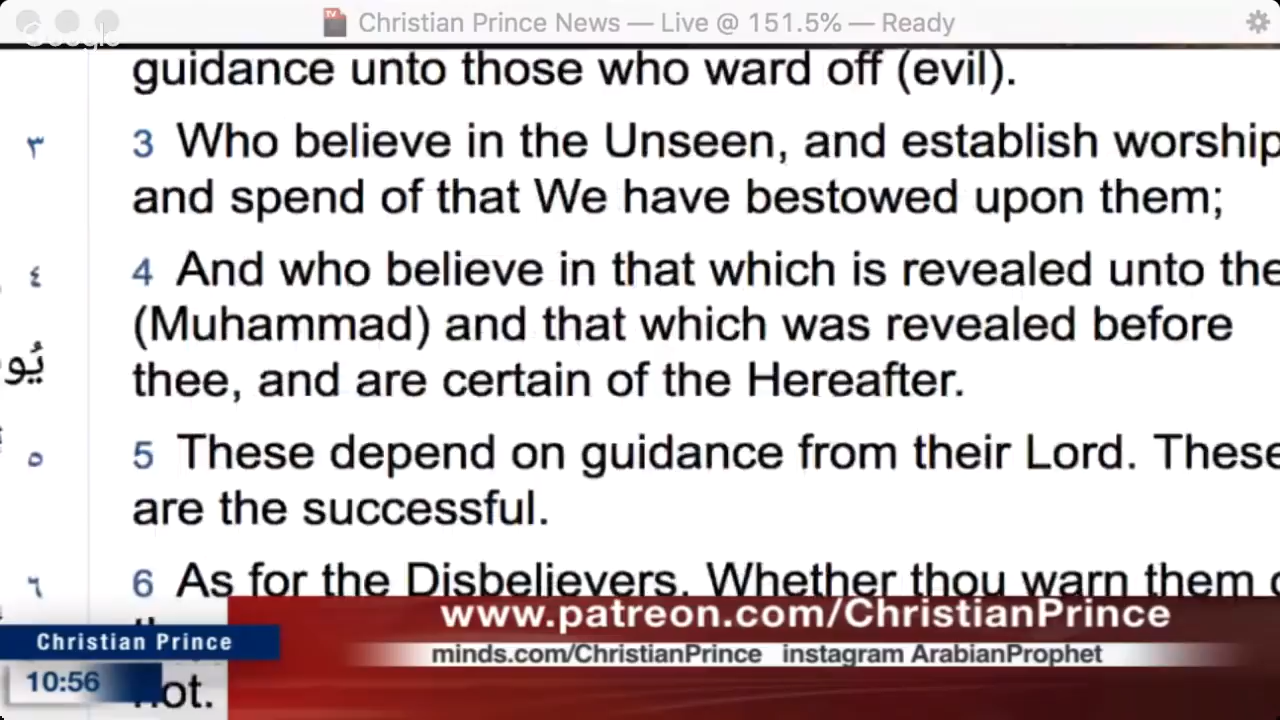 Christian Prince News — Live @ 151.5% — Ready
Google
guidance unto those who ward off (evil).
٣ 3 Who believe in the Unseen, and establish worship
and spend of that We have bestowed upon them;
٤ 4 And who believe in that which is revealed unto the
(Muhammad) and that which was revealed before
thee, and are certain of the Hereafter.
٥ 5 These depend on guidance from their Lord. These
are the successful.
٦ 6 As for the Disbelievers. Whether thou warn them
www.patreon.com/ChristianPrince
Christian Prince
minds.com/ChristianPrince instagram ArabianProphet
10:56
not.